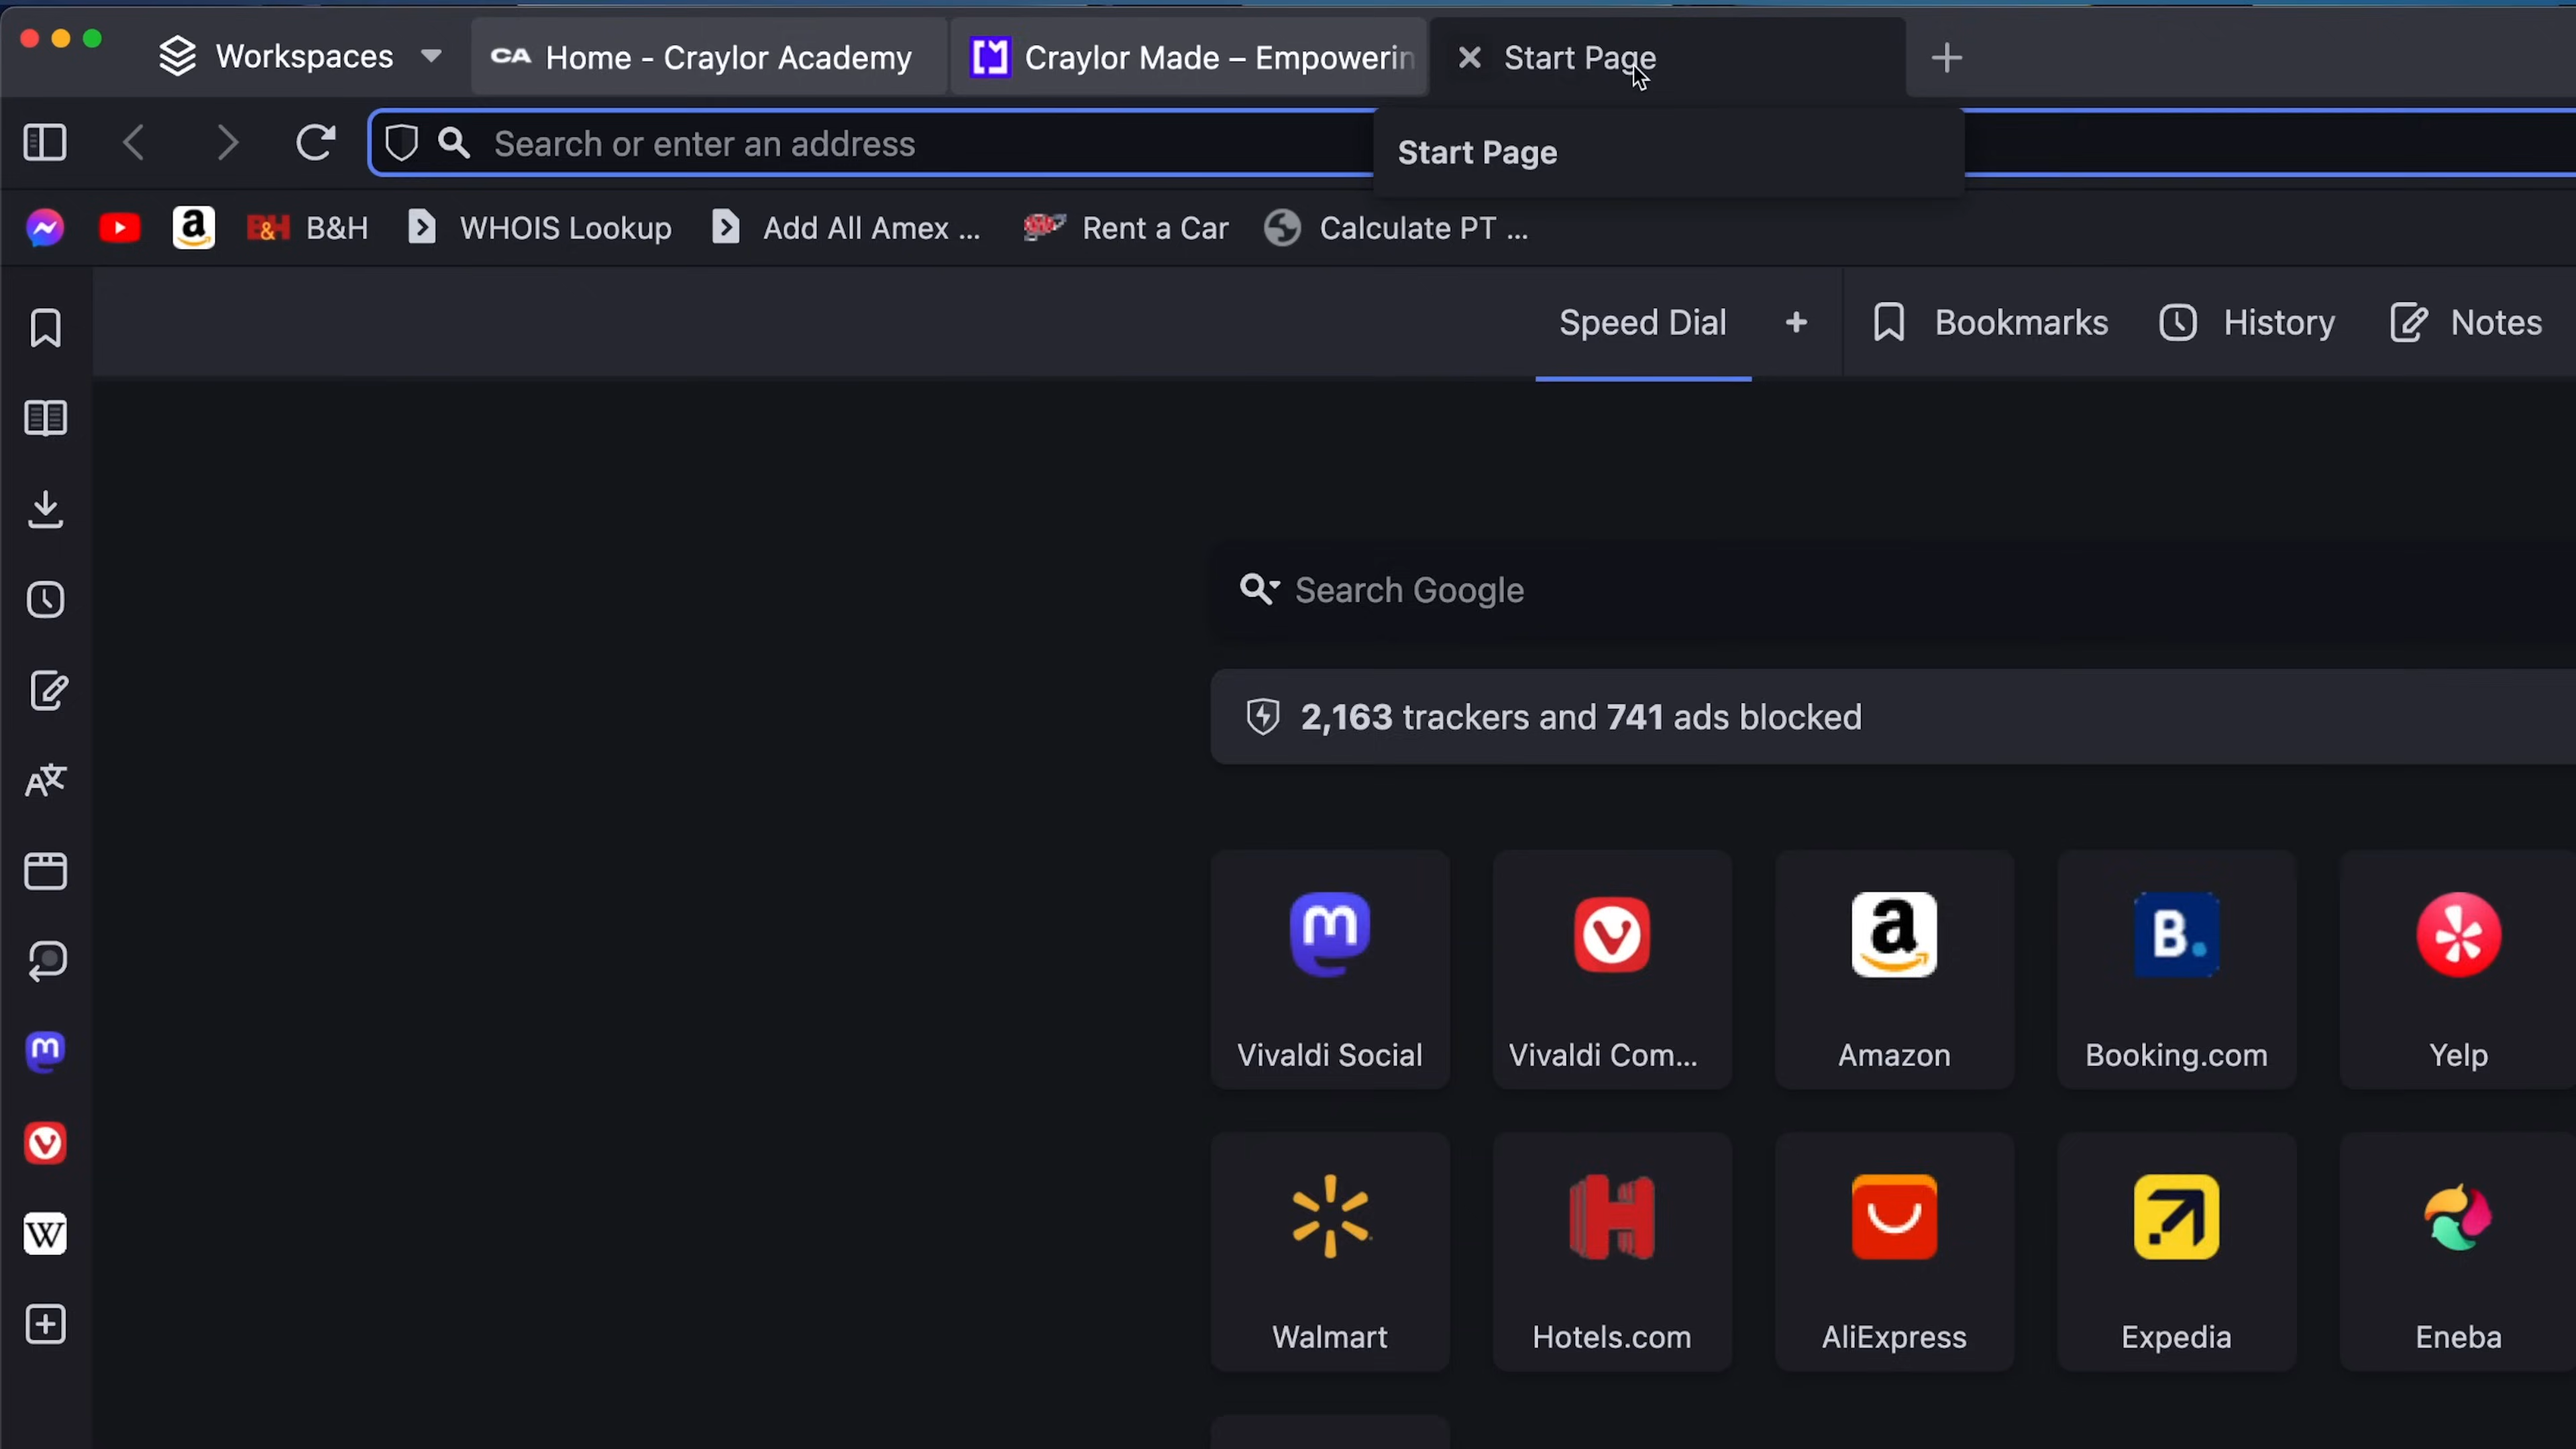 Workspaces
CA Home - Craylor Academy
Craylor Made – Empowerin
Start Page
Search or enter an address
Start Page
B&H B&H
WHOIS Lookup
Add All Amex ...
Rent a Car
Calculate PT ...
Speed Dial
Bookmarks
History
Notes
Search Google
2,163 trackers and 741 ads blocked
Vivaldi Social
Vivaldi Com...
Amazon
B. Booking.com
Yelp
Walmart
Hotels.com
AliExpress
Expedia
Eneba